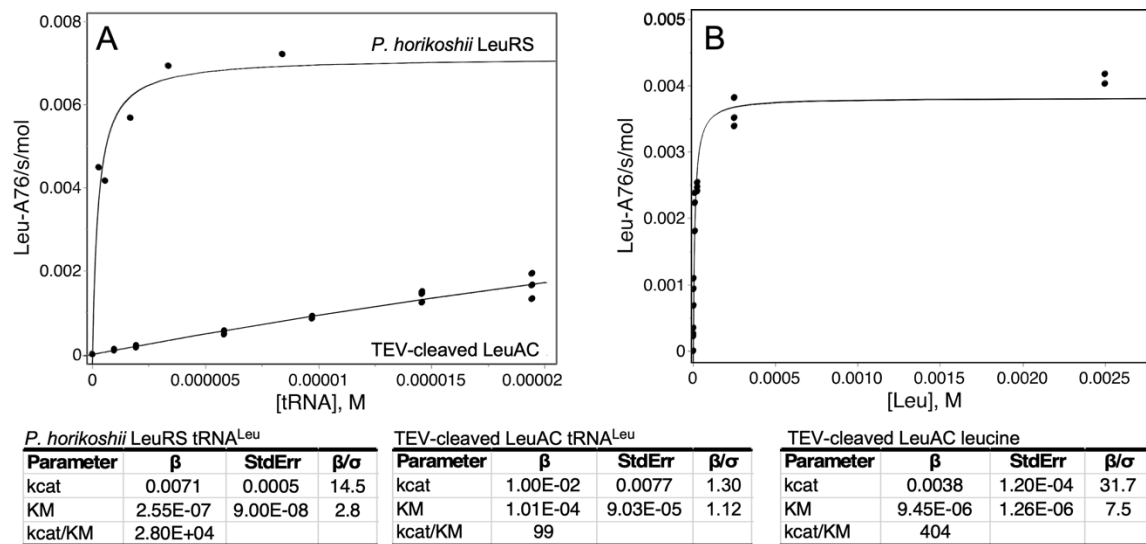 A
P. horikoshii LeuRS
TEV-cleaved LeuAC
Leu-A76/s/mol
0.008
0.006
0.004
0.002
0
0 0.000005 0.00001 0.000015 0.00002
[tRNA], M
B
Leu-A76/s/mol
0.005
0.004
0.003
0.002
0.001
0
0 0.0005 0.0010 0.0015 0.0020 0.0025
[Leu], M
P. horikoshii LeuRS tRNALeu
Parameter β StdErr β/σ
kcat 0.0071 0.0005 14.5
KM 2.55E-07 9.00E-08 2.8
kcat/KM 2.80E+04
TEV-cleaved LeuAC tRNALeu
Parameter β StdErr β/σ
kcat 1.00E-02 0.0077 1.30
KM 1.01E-04 9.03E-05 1.12
kcat/KM 99
TEV-cleaved LeuAC leucine
Parameter β StdErr β/σ
kcat 0.0038 1.20E-04 31.7
KM 9.45E-06 1.26E-06 7.5
kcat/KM 404